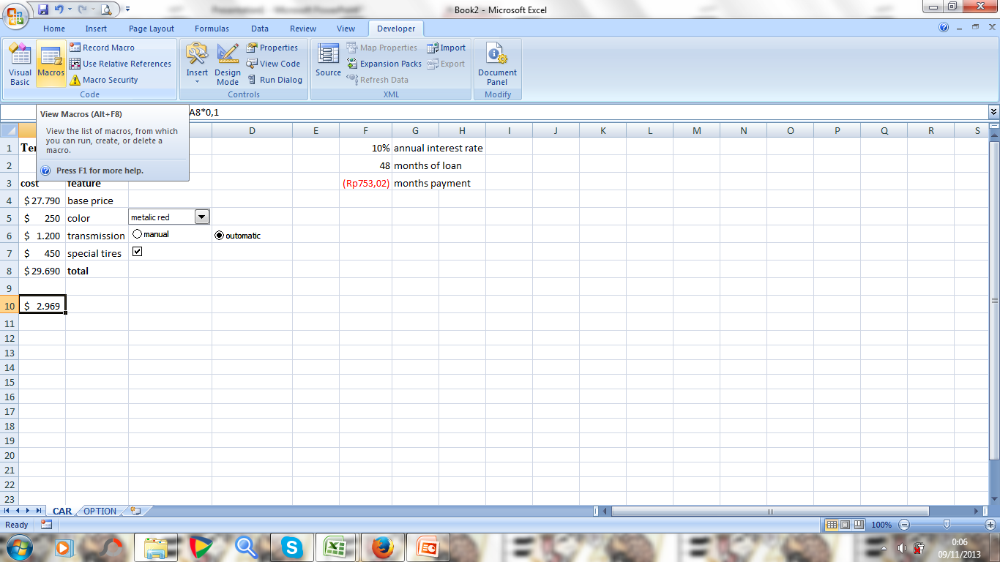 Book2 - Microsoft Excel
Home Insert Page Layout Formulas Data Review View Developer
Visual Basic
Macros
Record Macro
Use Relative References
Macro Security
Code
Insert
Design Mode
Properties
View Code
Run Dialog
Controls
Source
Map Properties
Expansion Packs
Refresh Data
Import
Export
XML
Document Panel
Modify
A8*0,1
View Macros (Alt+F8)
View the list of macros, from which
you can run, create, or delete a
macro.
Press F1 for more help.
D E F G H I J K L M N O P Q R S
1 10% annual interest rate
2 48 months of loan
3 cost feature (Rp753,02) months payment
4 $ 27.790 base price
5 $ 250 color metalic red
6 $ 1.200 transmission manual outomatic
7 $ 450 special tires
8 $ 29.690 total
9
10 $ 2.969
11
12
13
14
15
16
17
18
19
20
21
22
23
CAR OPTION
Ready 100%
0:06
09/11/2013